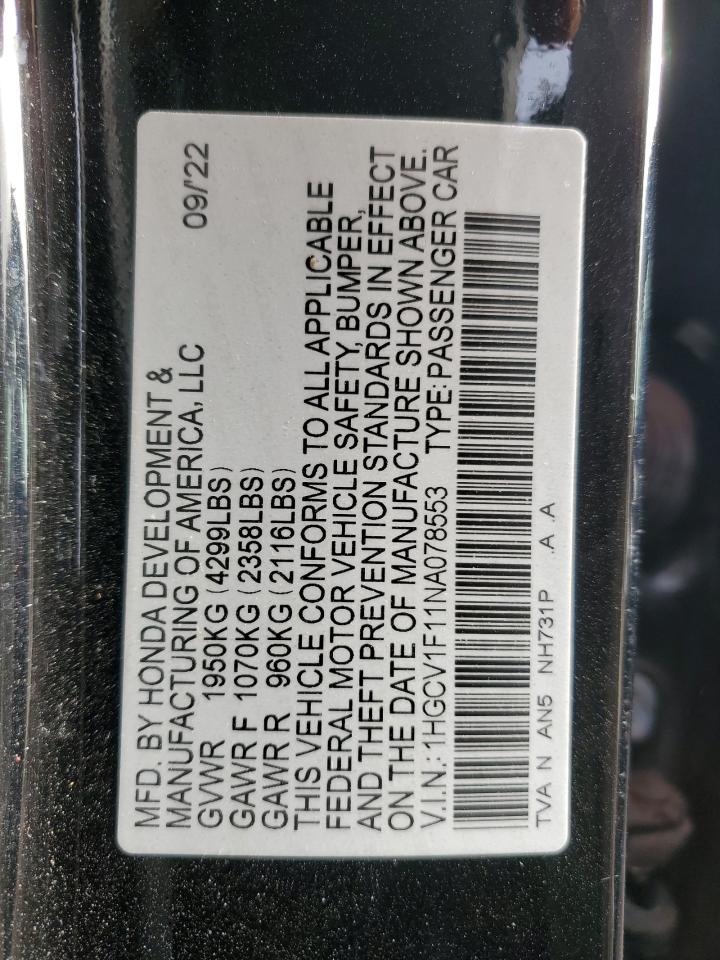 MFD. BY HONDA DEVELOPMENT &
MANUFACTURING OF AMERICA, LLC 09/'22
GVWR 1950KG (4299LBS)
GAWR F 1070KG (2358LBS)
GAWR R 960KG (2116LBS)
THIS VEHICLE CONFORMS TO ALL APPLICABLE
FEDERAL MOTOR VEHICLE SAFETY, BUMPER,
AND THEFT PREVENTION STANDARDS IN EFFECT
ON THE DATE OF MANUFACTURE SHOWN ABOVE.
V.I.N.: 1HGCV1F11NA078553 TYPE: PASSENGER CAR
TVA N AN5 NH731P .A .A